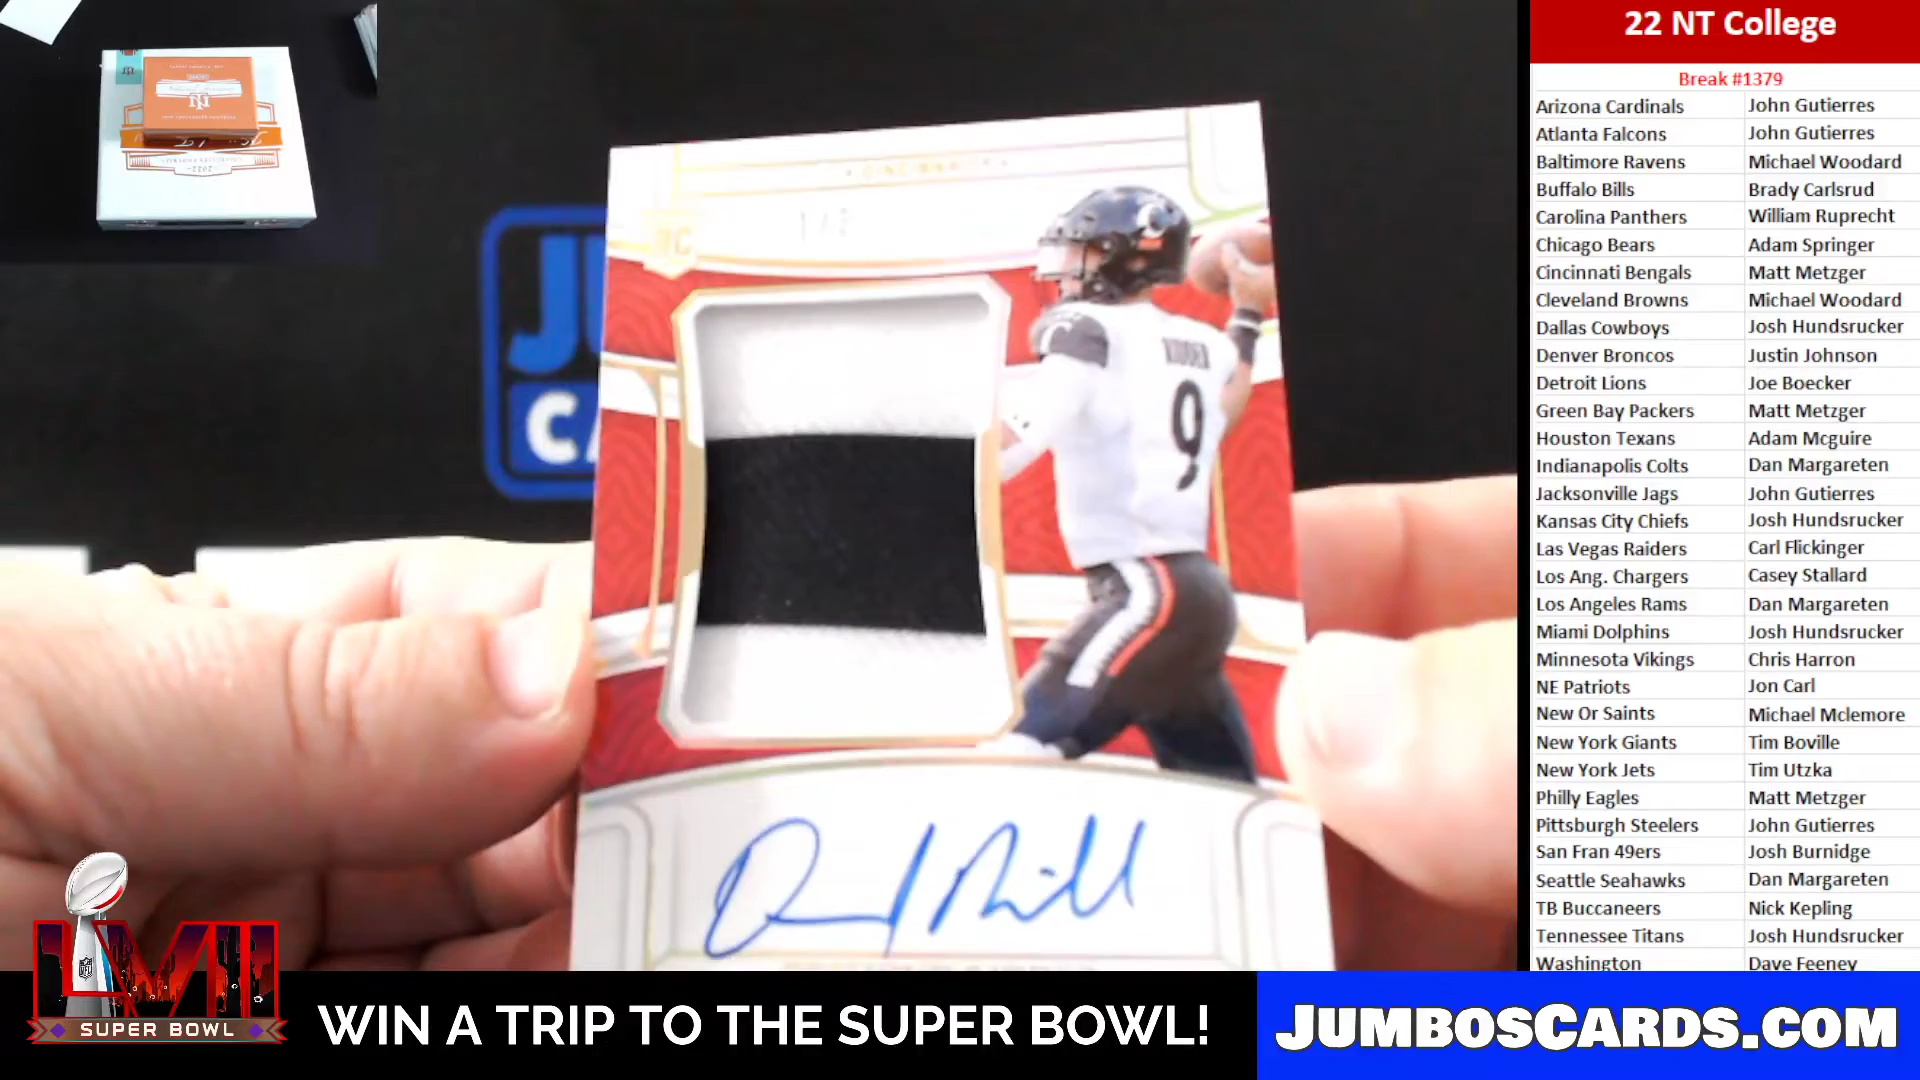 22 NT College
Break #1379
Arizona Cardinals John Gutierres
Atlanta Falcons John Gutierres
Baltimore Ravens Michael Woodard
Buffalo Bills Brady Carlsrud
Carolina Panthers William Ruprecht
Chicago Bears Adam Springer
Cincinnati Bengals Matt Metzger
Cleveland Browns Michael Woodard
Dallas Cowboys Josh Hundsrucker
Denver Broncos Justin Johnson
Detroit Lions Joe Boecker
Green Bay Packers Matt Metzger
Houston Texans Adam Mcguire
Indianapolis Colts Dan Margareten
Jacksonville Jags John Gutierres
Kansas City Chiefs Josh Hundsrucker
Las Vegas Raiders Carl Flickinger
Los Ang. Chargers Casey Stallard
Los Angeles Rams Dan Margareten
Miami Dolphins Josh Hundsrucker
Minnesota Vikings Chris Harron
NE Patriots Jon Carl
New Or Saints Michael Mclemore
New York Giants Tim Boville
New York Jets Tim Utzka
Philly Eagles Matt Metzger
Pittsburgh Steelers John Gutierres
San Fran 49ers Josh Burnidge
Seattle Seahawks Dan Margareten
TB Buccaneers Nick Kepling
Tennessee Titans Josh Hundsrucker
Washington Dave Feeney
RC
9
LVII
SUPER BOWL
WIN A TRIP TO THE SUPER BOWL!
JUMBOSCARDS.COM